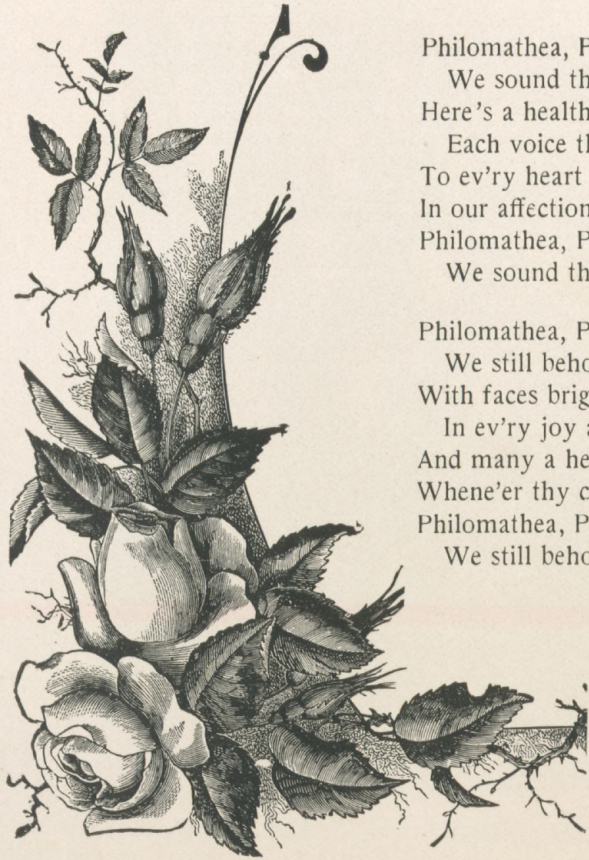 Philomathea, P
We sound th
Here's a health
Each voice th
To ev'ry heart
In our affection
Philomathea, P
We sound th
Philomathea, P
We still beho
With faces brig
In ev'ry joy a
And many a he
Whene'er thy c
Philomathea, P
We still beho